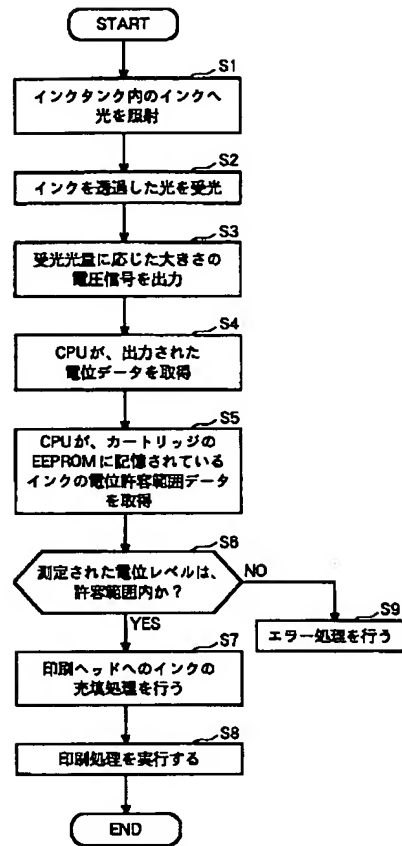 START
S1
インクタンク内のインクへ
光を照射
S2
インクを透過した光を受光
S3
受光光量に応じた大きさの
電圧信号を出力
S4
CPUが、出力された
電位データを取得
S5
CPUが、カートリッジの
EEPROMに記憶されている
インクの電位許容範囲データ
を取得
S6
測定された電位レベルは、
許容範囲内か?
NO
YES
S9
エラー処理を行う
S7
印刷ヘッドへのインクの
充填処理を行う
S8
印刷処理を実行する
END